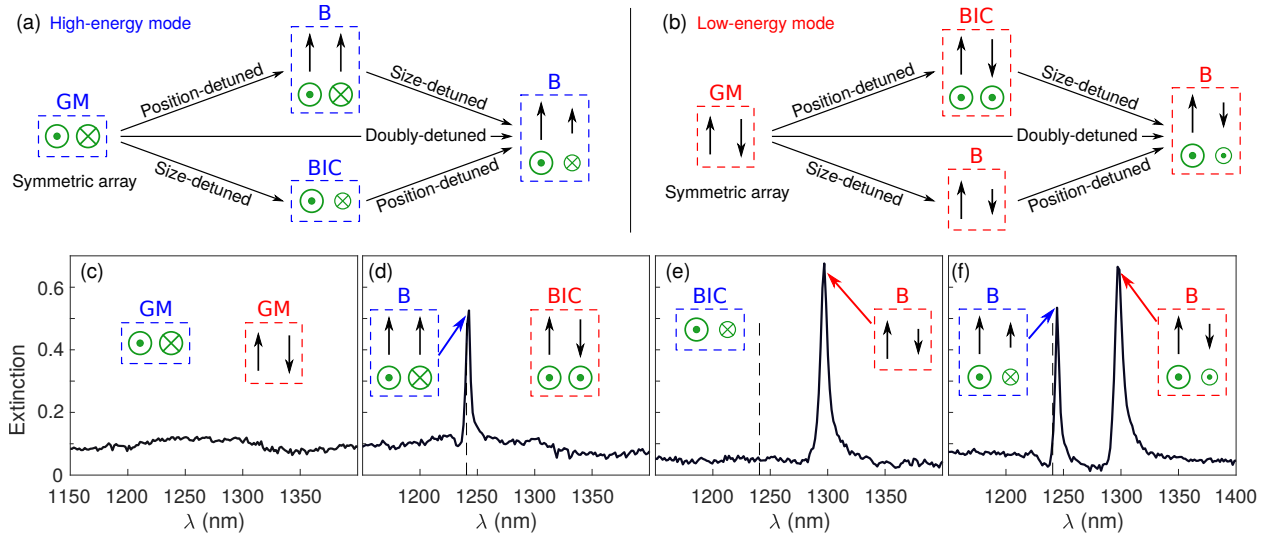 (a) High-energy mode
B
GM
Position-detuned
Size-detuned
B
Doubly-detuned
Symmetric array
Size-detuned
BIC
Position-detuned
(b) Low-energy mode
BIC
GM
Position-detuned
Size-detuned
B
Doubly-detuned
Symmetric array
Size-detuned
B
Position-detuned
Extinction
0.6
0.4
0.2
0
(c)
GM
GM
1150 1200 1250 1300 1350
λ (nm)
(d)
B
BIC
1200 1250 1300 1350
λ (nm)
(e)
BIC
B
1200 1250 1300 1350
λ (nm)
(f)
B
B
1200 1250 1300 1350 1400
λ (nm)